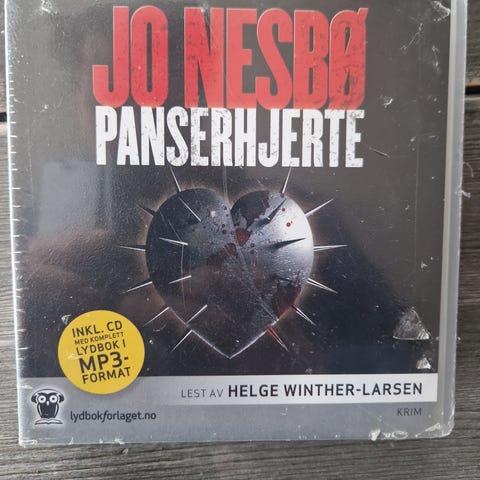 JO NESBØ
PANSERHJERTE
INKL. CD
MED KOMPLETT
LYDBOK I
MP3-
FORMAT
LEST AV HELGE WINTHER-LARSEN
lydbokforlaget.no
KRIM